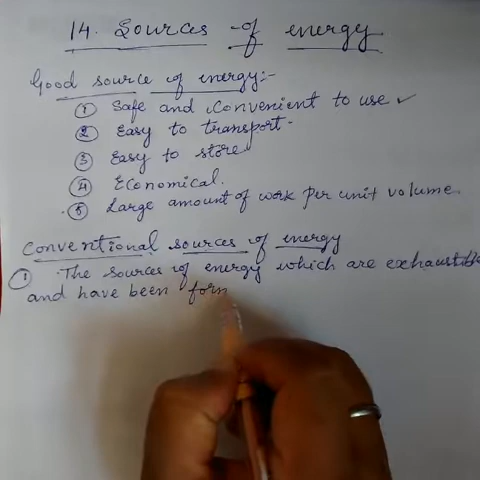 14. Sources of energy
Good source of energy:-
① Safe and Convenient to use ✓
② Easy to transport.
③ Easy to store
④ Economical.
⑤ Large amount of work per unit volume.
Conventional sources of energy
① The sources of energy which are exhaustible
and have been form